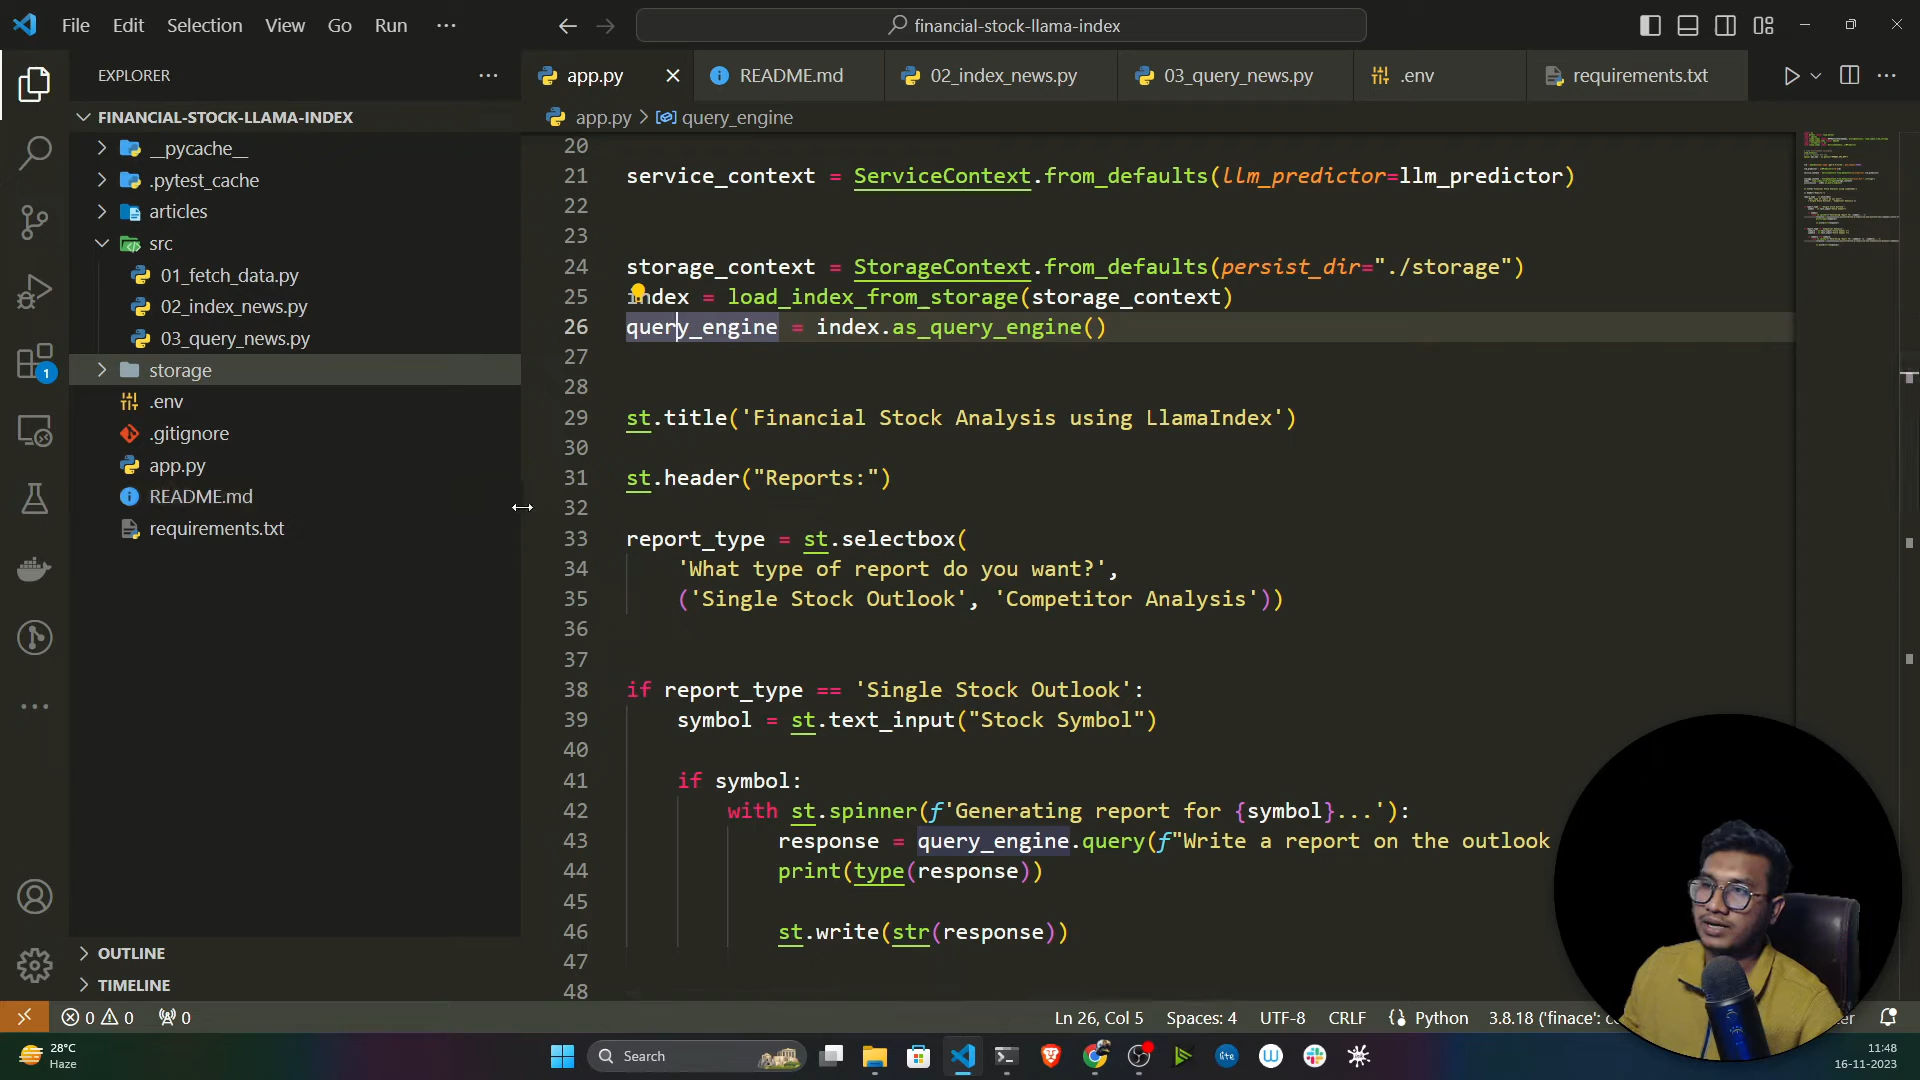 File Edit Selection View Go Run ...
financial-stock-llama-index
EXPLORER
FINANCIAL-STOCK-LLAMA-INDEX
__pycache__
.pytest_cache
articles
src
01_fetch_data.py
02_index_news.py
03_query_news.py
storage
.env
.gitignore
app.py
README.md
requirements.txt
OUTLINE
TIMELINE
1
app.py README.md 02_index_news.py 03_query_news.py .env requirements.txt
app.py > query_engine
20
21 service_context = ServiceContext.from_defaults(llm_predictor=llm_predictor)
22
23
24 storage_context = StorageContext.from_defaults(persist_dir="./storage")
25 index = load_index_from_storage(storage_context)
26 query_engine = index.as_query_engine()
27
28
29 st.title('Financial Stock Analysis using LlamaIndex')
30
31 st.header("Reports:")
32
33 report_type = st.selectbox(
34 'What type of report do you want?',
35 ('Single Stock Outlook', 'Competitor Analysis'))
36
37
38 if report_type == 'Single Stock Outlook':
39 symbol = st.text_input("Stock Symbol")
40
41 if symbol:
42 with st.spinner(f'Generating report for {symbol}...'):
43 response = query_engine.query(f"Write a report on the outlook
44 print(type(response))
45
46 st.write(str(response))
47
48
0 0 0
Ln 26, Col 5 Spaces: 4 UTF-8 CRLF Python 3.8.18 ('finace':
28°C
Haze
Search
lite
11:48
16-11-2023